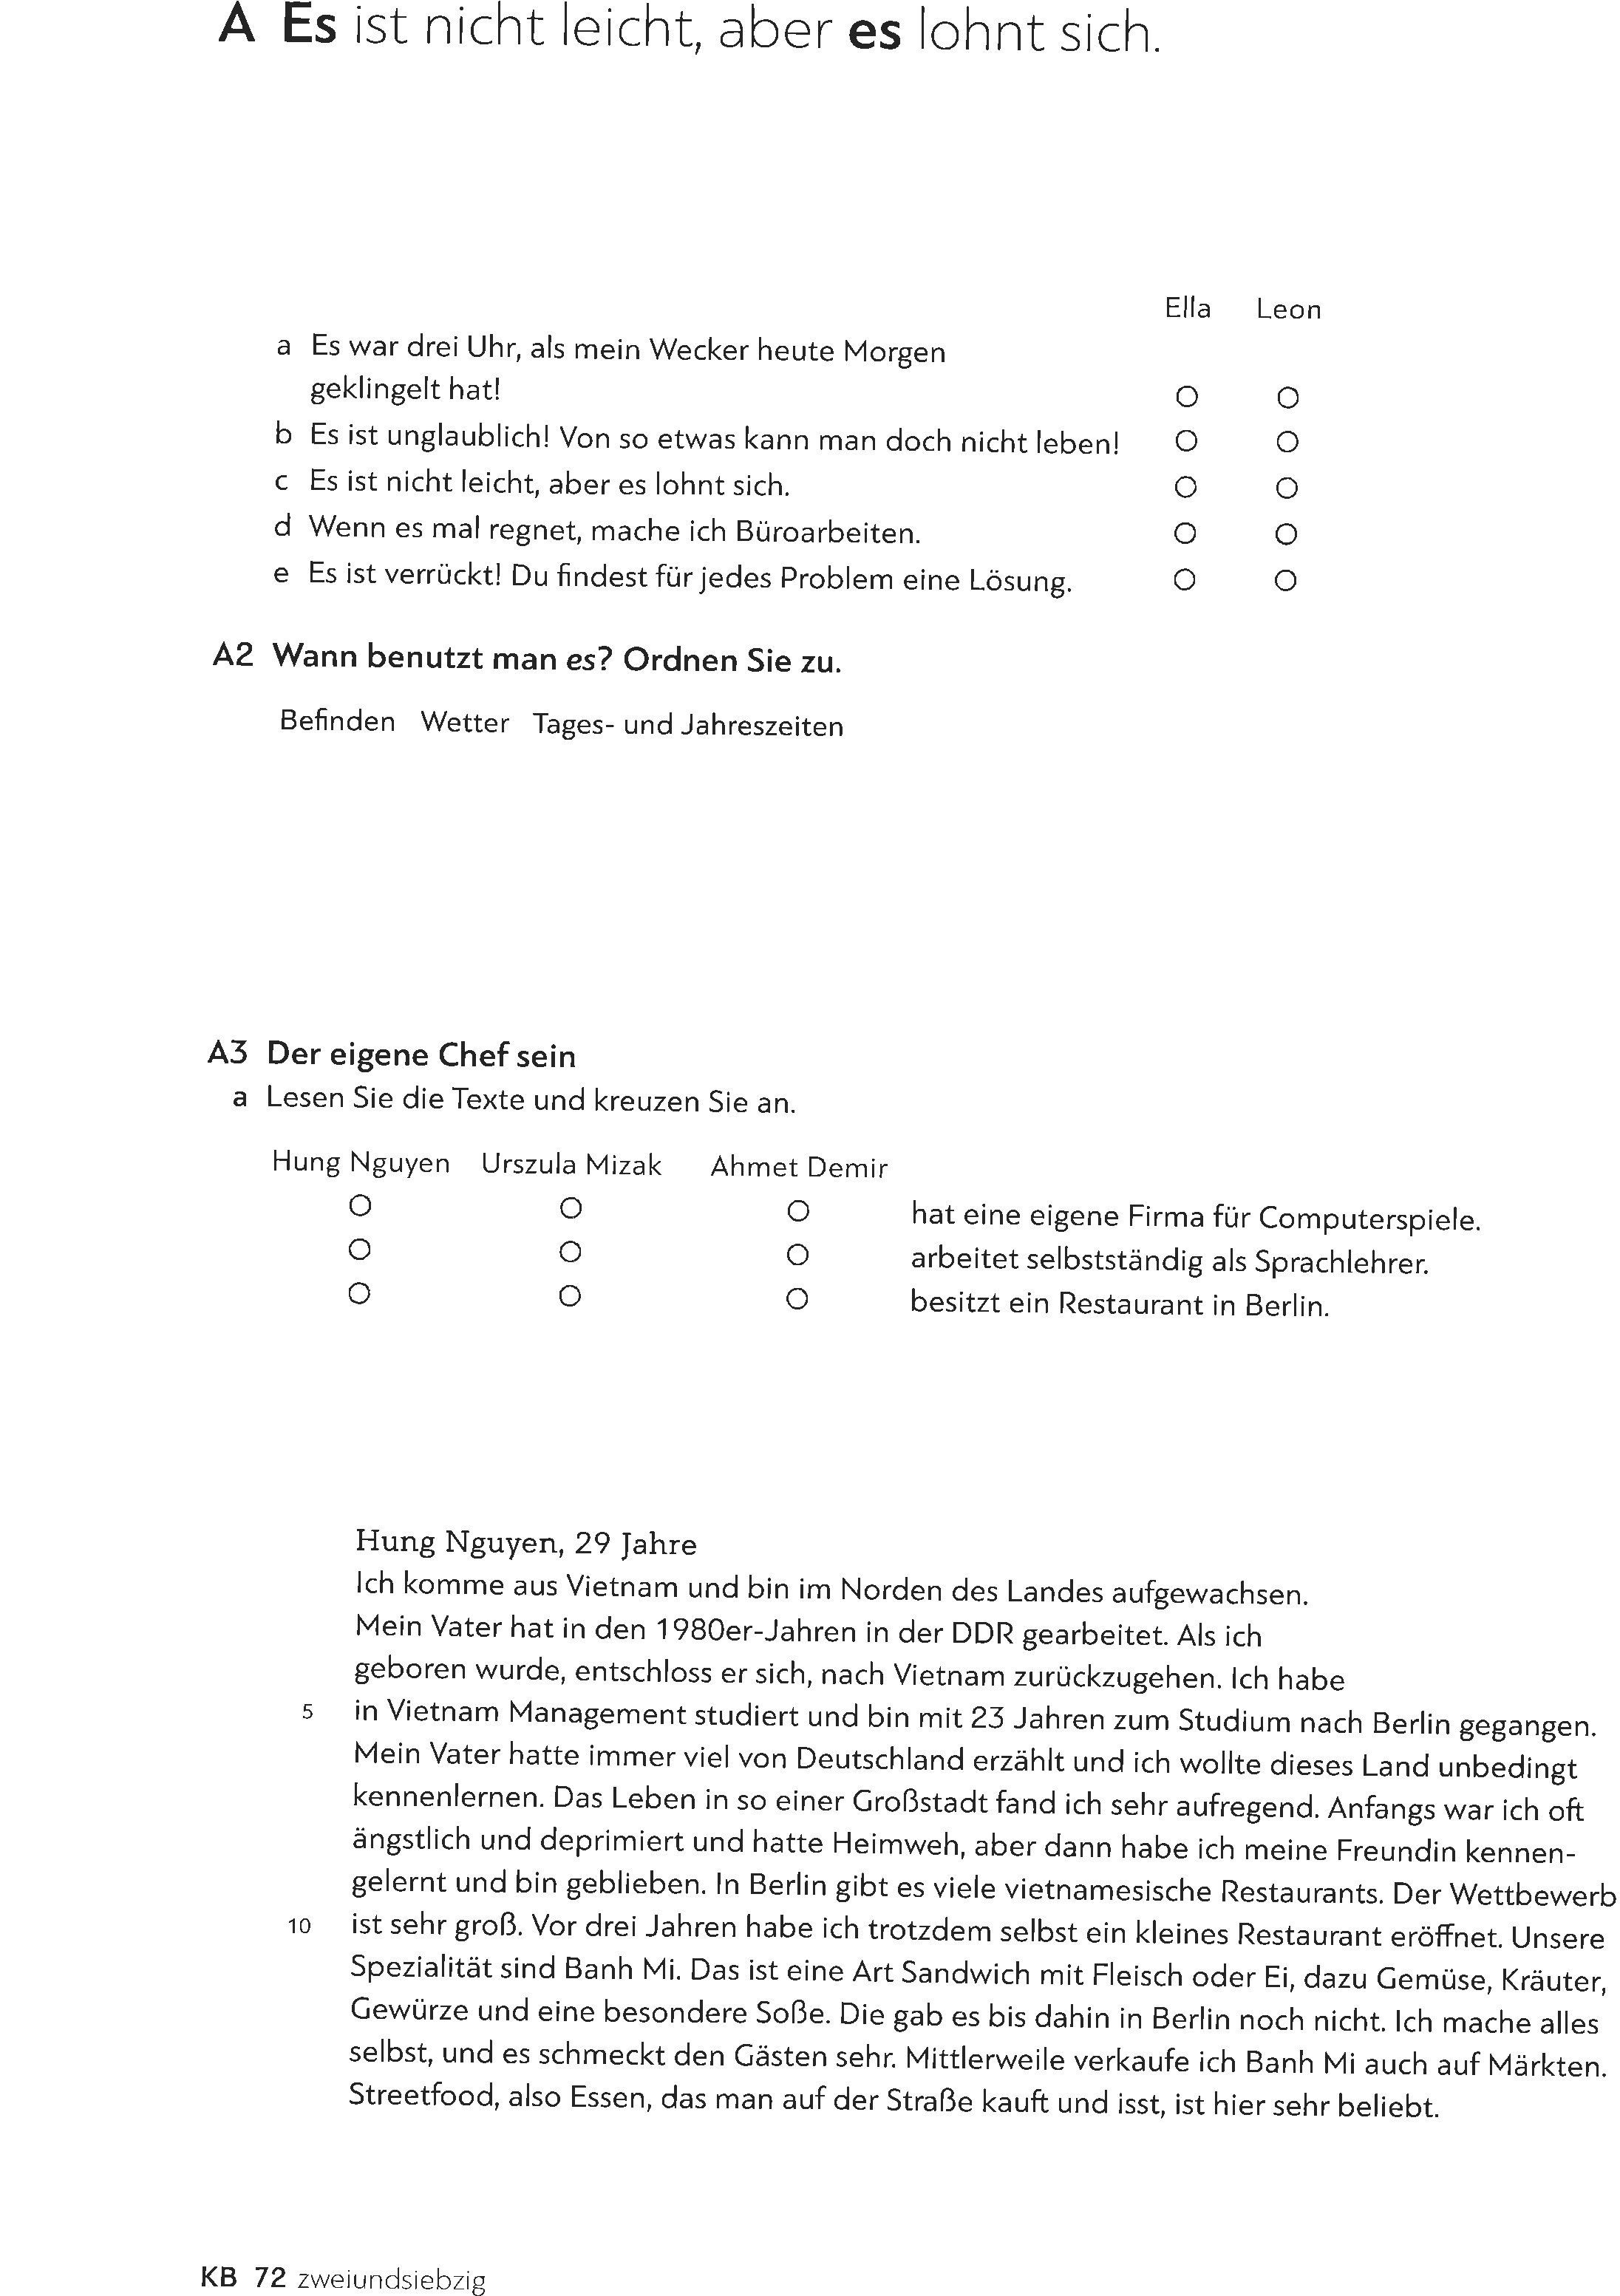 A Es ist nicht leicht, aber es lohnt sich.
Ella Leon
a Es war drei Uhr, als mein Wecker heute Morgen
geklingelt hat!
b Es ist unglaublich! Von so etwas kann man doch nicht leben!
c Es ist nicht leicht, aber es lohnt sich.
d Wenn es mal regnet, mache ich Büroarbeiten.
e Es ist verrückt! Du findest für jedes Problem eine Lösung.
A2 Wann benutzt man es? Ordnen Sie zu.
Befinden Wetter Tages- und Jahreszeiten
A3 Der eigene Chef sein
a Lesen Sie die Texte und kreuzen Sie an.
Hung Nguyen Urszula Mizak Ahmet Demir
hat eine eigene Firma für Computerspiele.
arbeitet selbstständig als Sprachlehrer.
besitzt ein Restaurant in Berlin.
Hung Nguyen, 29 Jahre
Ich komme aus Vietnam und bin im Norden des Landes aufgewachsen.
Mein Vater hat in den 1980er-Jahren in der DDR gearbeitet. Als ich
geboren wurde, entschloss er sich, nach Vietnam zurückzugehen. Ich habe
5 in Vietnam Management studiert und bin mit 23 Jahren zum Studium nach Berlin gegangen.
Mein Vater hatte immer viel von Deutschland erzählt und ich wollte dieses Land unbedingt
kennenlernen. Das Leben in so einer Großstadt fand ich sehr aufregend. Anfangs war ich oft
ängstlich und deprimiert und hatte Heimweh, aber dann habe ich meine Freundin kennen-
gelernt und bin geblieben. In Berlin gibt es viele vietnamesische Restaurants. Der Wettbewerb
10 ist sehr groß. Vor drei Jahren habe ich trotzdem selbst ein kleines Restaurant eröffnet. Unsere
Spezialität sind Banh Mi. Das ist eine Art Sandwich mit Fleisch oder Ei, dazu Gemüse, Kräuter,
Gewürze und eine besondere Soße. Die gab es bis dahin in Berlin noch nicht. Ich mache alles
selbst, und es schmeckt den Gästen sehr. Mittlerweile verkaufe ich Banh Mi auch auf Märkten.
Streetfood, also Essen, das man auf der Straße kauft und isst, ist hier sehr beliebt.
KB 72 zweiundsiebzig